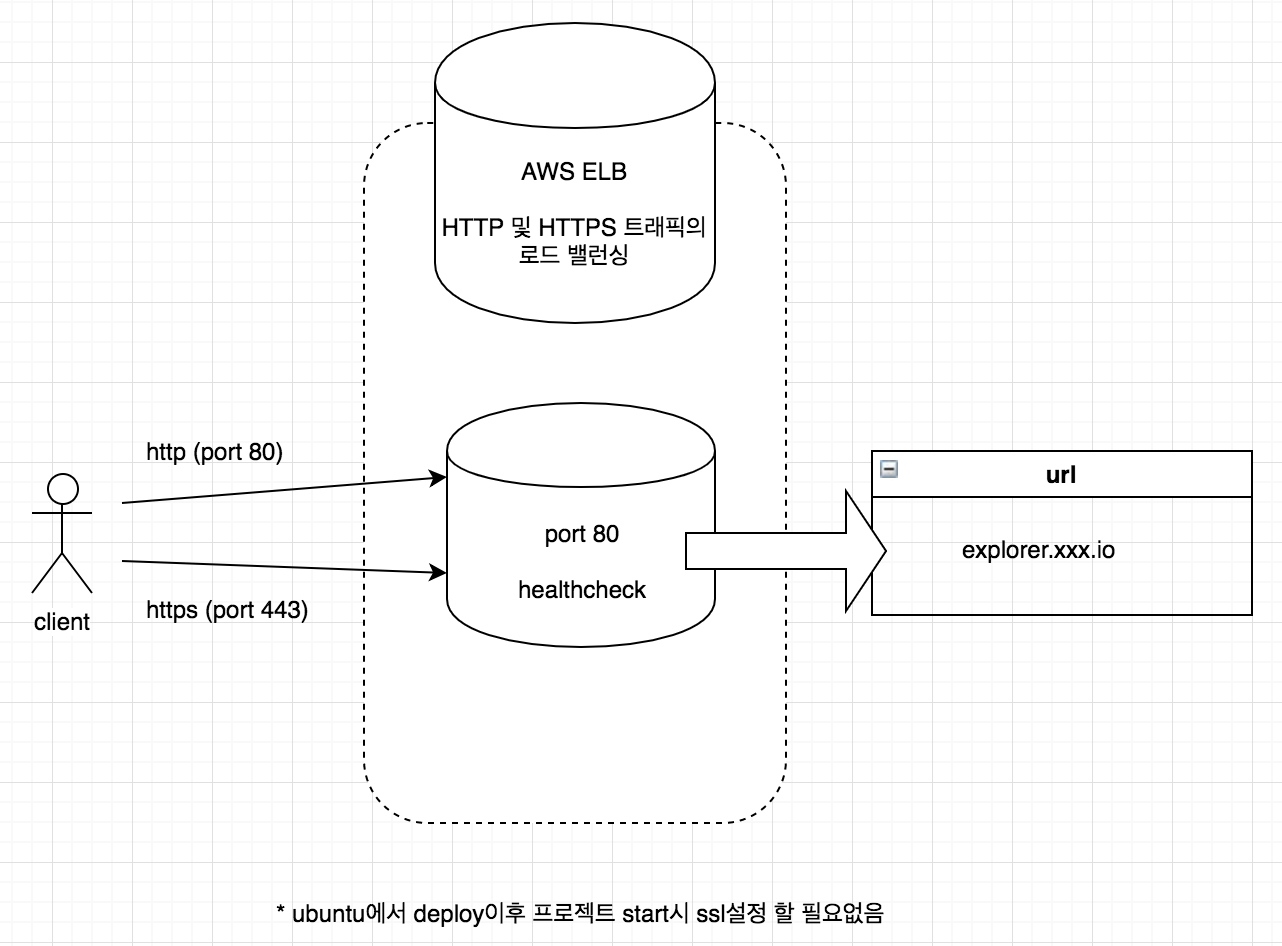 AWS ELB
HTTP 및 HTTPS 트래픽의
로드 밸런싱
http (port 80)
https (port 443)
client
port 80
healthcheck
url
explorer.xxx.io
* ubuntu에서 deploy이후 프로젝트 start시 ssl설정 할 필요없음